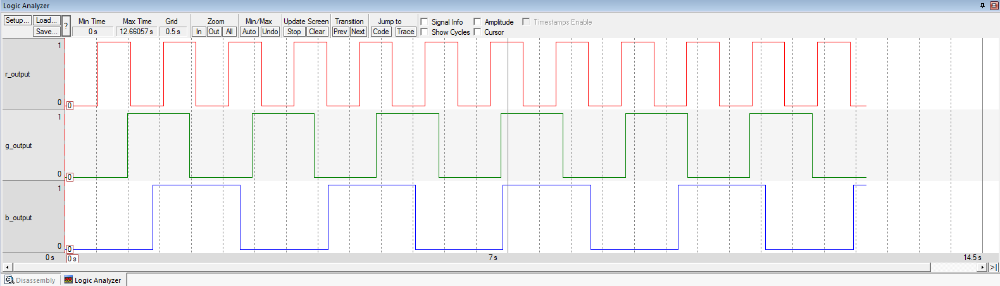 Logic Analyzer
Setup... Load... Min Time Max Time Grid Zoom Min/Max Update Screen Transition Jump to Signal Info Amplitude Timestamps Enable
Save... ? 0 s 12.66057 s 0.5 s In Out All Auto Undo Stop Clear Prev Next Code Trace Show Cycles Cursor
1
r_output
0 0
1
g_output
0 0
1
b_output
0 0
0 s 0 s 7 s 14.5 s
Disassembly Logic Analyzer